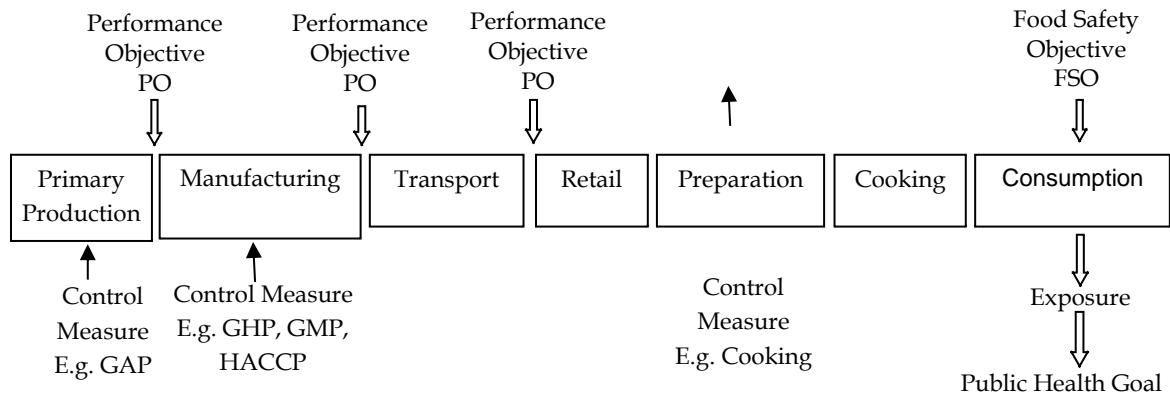 Performance
Objective
PO
Performance
Objective
PO
Performance
Objective
PO
Food Safety
Objective
FSO
Primary
Production
Manufacturing
Transport
Retail
Preparation
Cooking
Consumption
Control
Measure
E.g. GAP
Control Measure
E.g. GHP, GMP,
HACCP
Control
Measure
E.g. Cooking
Exposure
Public Health Goal